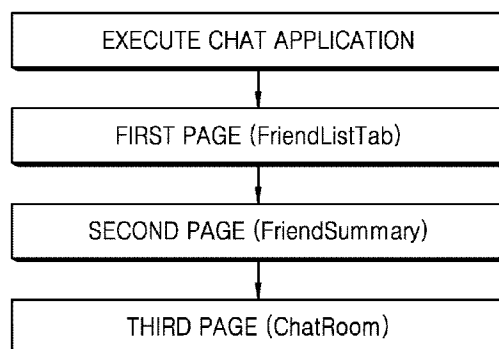 EXECUTE CHAT APPLICATION
FIRST PAGE (FriendListTab)
SECOND PAGE (FriendSummary)
THIRD PAGE (ChatRoom)